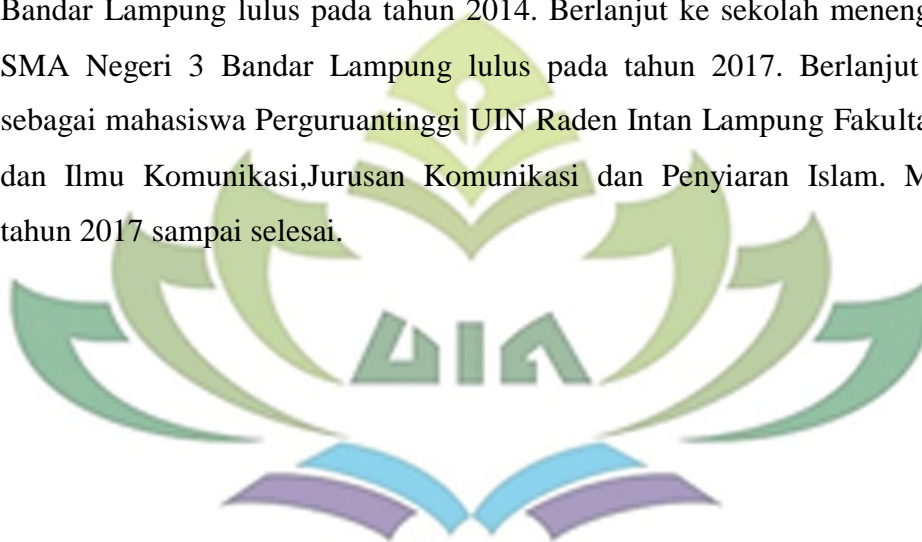 Bandar Lampung lulus pada tahun 2014. Berlanjut ke sekolah
SMA Negeri 3 Bandar Lampung lulus pada tahun 2017. Berlanjut
sebagai mahasiswa Perguruantinggi UIN Raden Intan Lampung
dan Ilmu Komunikasi,Jurusan Komunikasi dan Penyiaran Islam.
tahun 2017 sampai selesai.
UIN